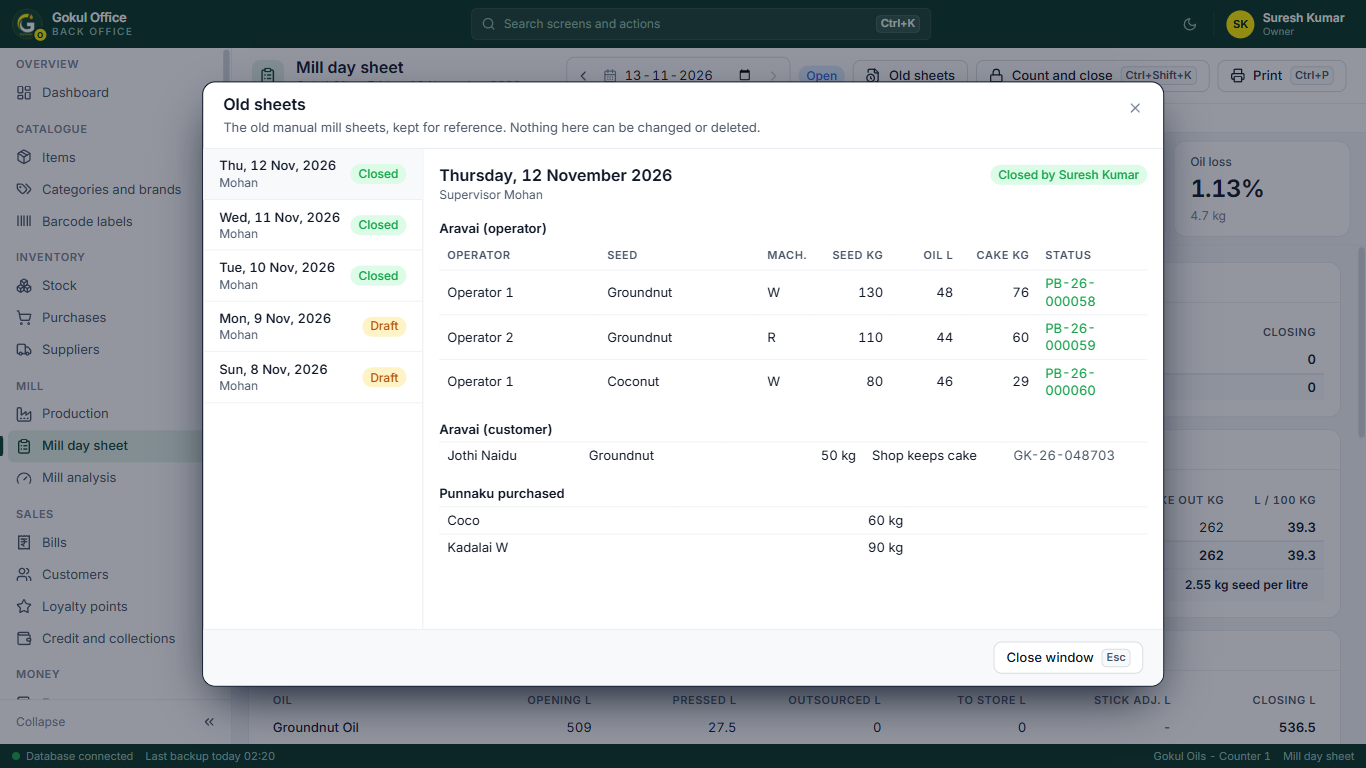 Gokul Office
BACK OFFICE
Search screens and actions
Ctrl+K
SK
Suresh Kumar
Owner
OVERVIEW
Dashboard
CATALOGUE
Items
Categories and brands
Barcode labels
INVENTORY
Stock
Purchases
Suppliers
MILL
Production
Mill day sheet
Mill analysis
SALES
Bills
Customers
Loyalty points
Credit and collections
MONEY
Collapse
Mill day sheet
13-11-2026
Open
Old sheets
Count and close Ctrl+Shift+K
Print Ctrl+P
Oil loss
1.13%
4.7 kg
CLOSING
0
0
KE OUT KG L / 100 KG
262 39.3
262 39.3
2.55 kg seed per litre
Old sheets
The old manual mill sheets, kept for reference. Nothing here can be changed or deleted.
Thu, 12 Nov, 2026
Mohan
Closed
Wed, 11 Nov, 2026
Mohan
Closed
Tue, 10 Nov, 2026
Mohan
Closed
Mon, 9 Nov, 2026
Mohan
Draft
Sun, 8 Nov, 2026
Mohan
Draft
Thursday, 12 November 2026
Supervisor Mohan
Closed by Suresh Kumar
Aravai (operator)
OPERATOR SEED MACH. SEED KG OIL L CAKE KG STATUS
Operator 1 Groundnut W 130 48 76 PB-26-
000058
Operator 2 Groundnut R 110 44 60 PB-26-
000059
Operator 1 Coconut W 80 46 29 PB-26-
000060
Aravai (customer)
Jothi Naidu Groundnut 50 kg Shop keeps cake GK-26-048703
Punnaku purchased
Coco 60 kg
Kadalai W 90 kg
Close window Esc
OIL OPENING L PRESSED L OUTSOURCED L TO STORE L STICK ADJ. L CLOSING L
Groundnut Oil 509 27.5 0 0 - 536.5
Database connected Last backup today 02:20
Gokul Oils - Counter 1 Mill day sheet